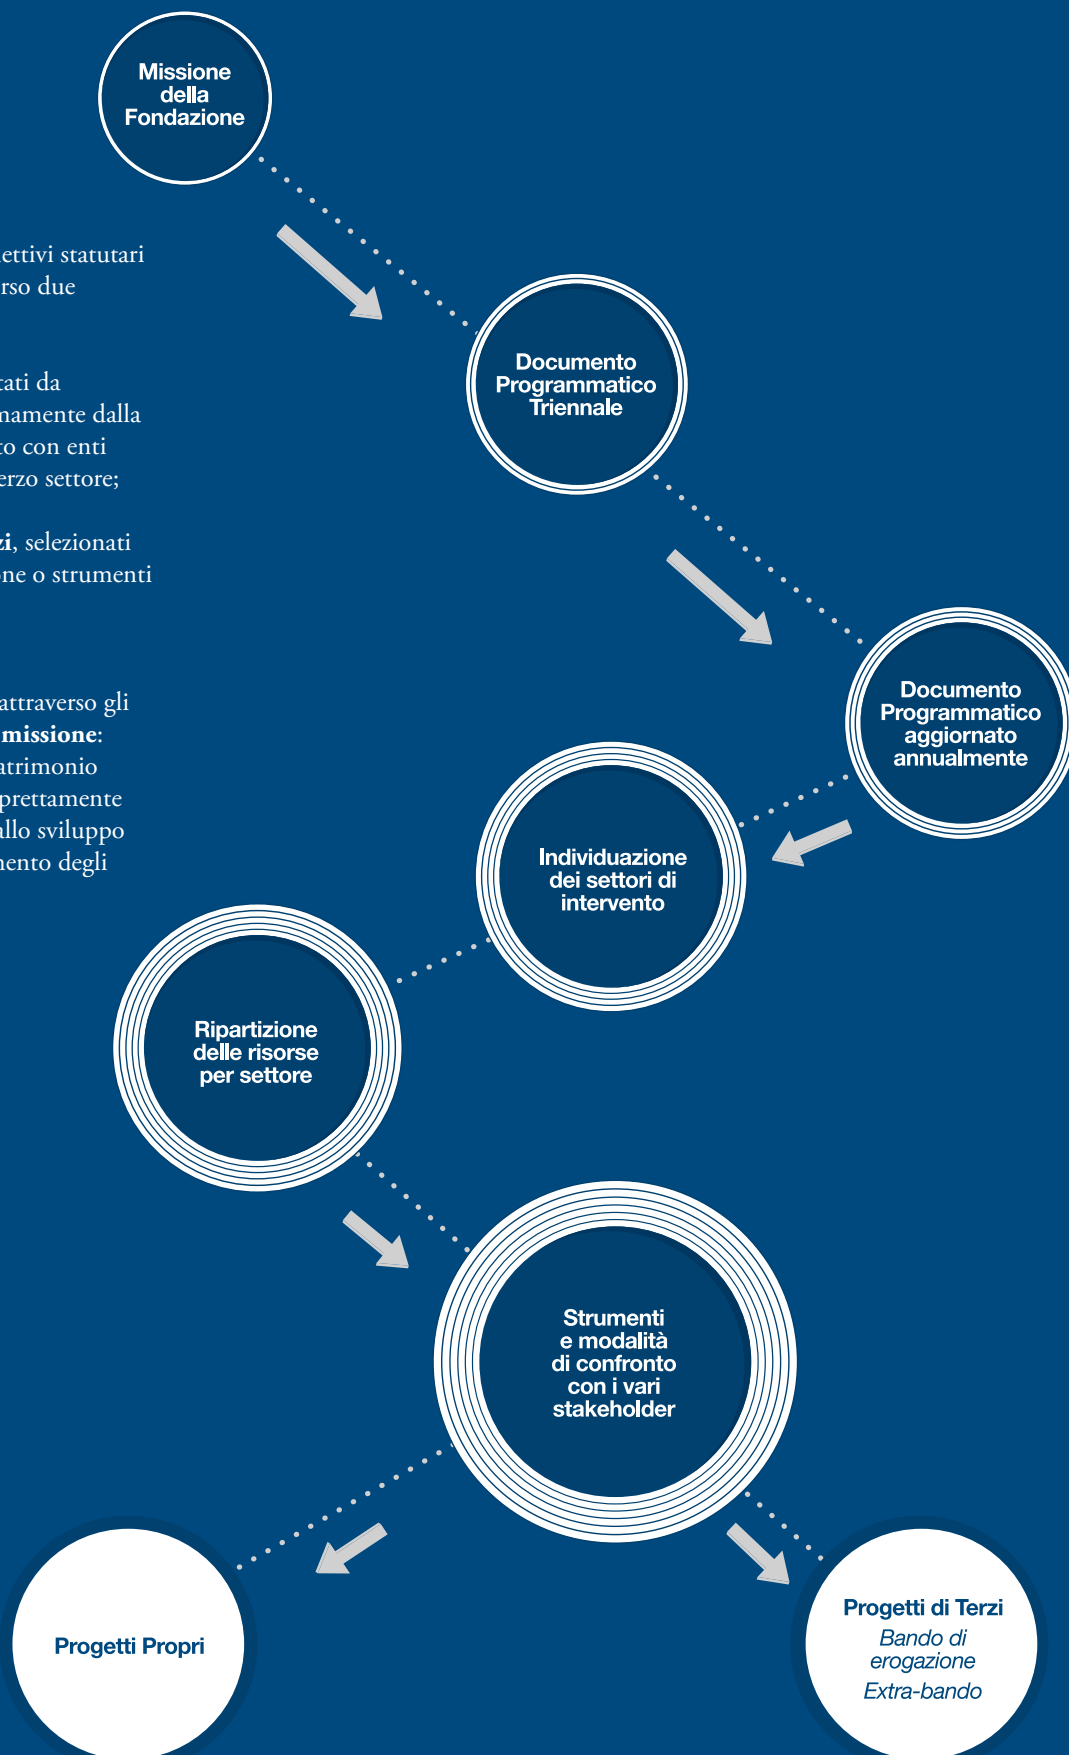 Missione
della
Fondazione
ettivi statutari
rso due
Documento
Programmatico
Triennale
tati da
mamente dalla
to con enti
erzo settore;
zi, selezionati
ne o strumenti
Documento
Programmatico
aggiornato
annualmente
attraverso gli
missione:
atrimonio
prettamente
allo sviluppo
mento degli
Individuazione
dei settori di
intervento
Ripartizione
delle risorse
per settore
Strumenti
e modalità
di confronto
con i vari
stakeholder
Progetti Propri
Progetti di Terzi
Bando di
erogazione
Extra-bando